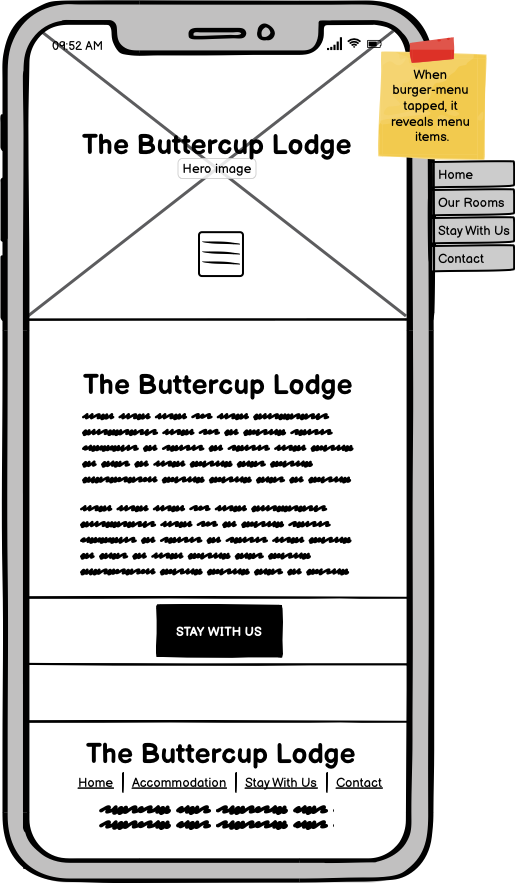 09:52 AM
When
burger-menu
tapped, it
reveals menu
items.
The Buttercup Lodge
Hero image
Home
Our Rooms
Stay With Us
Contact
The Buttercup Lodge
STAY WITH US
The Buttercup Lodge
Home | Accommodation | Stay With Us | Contact